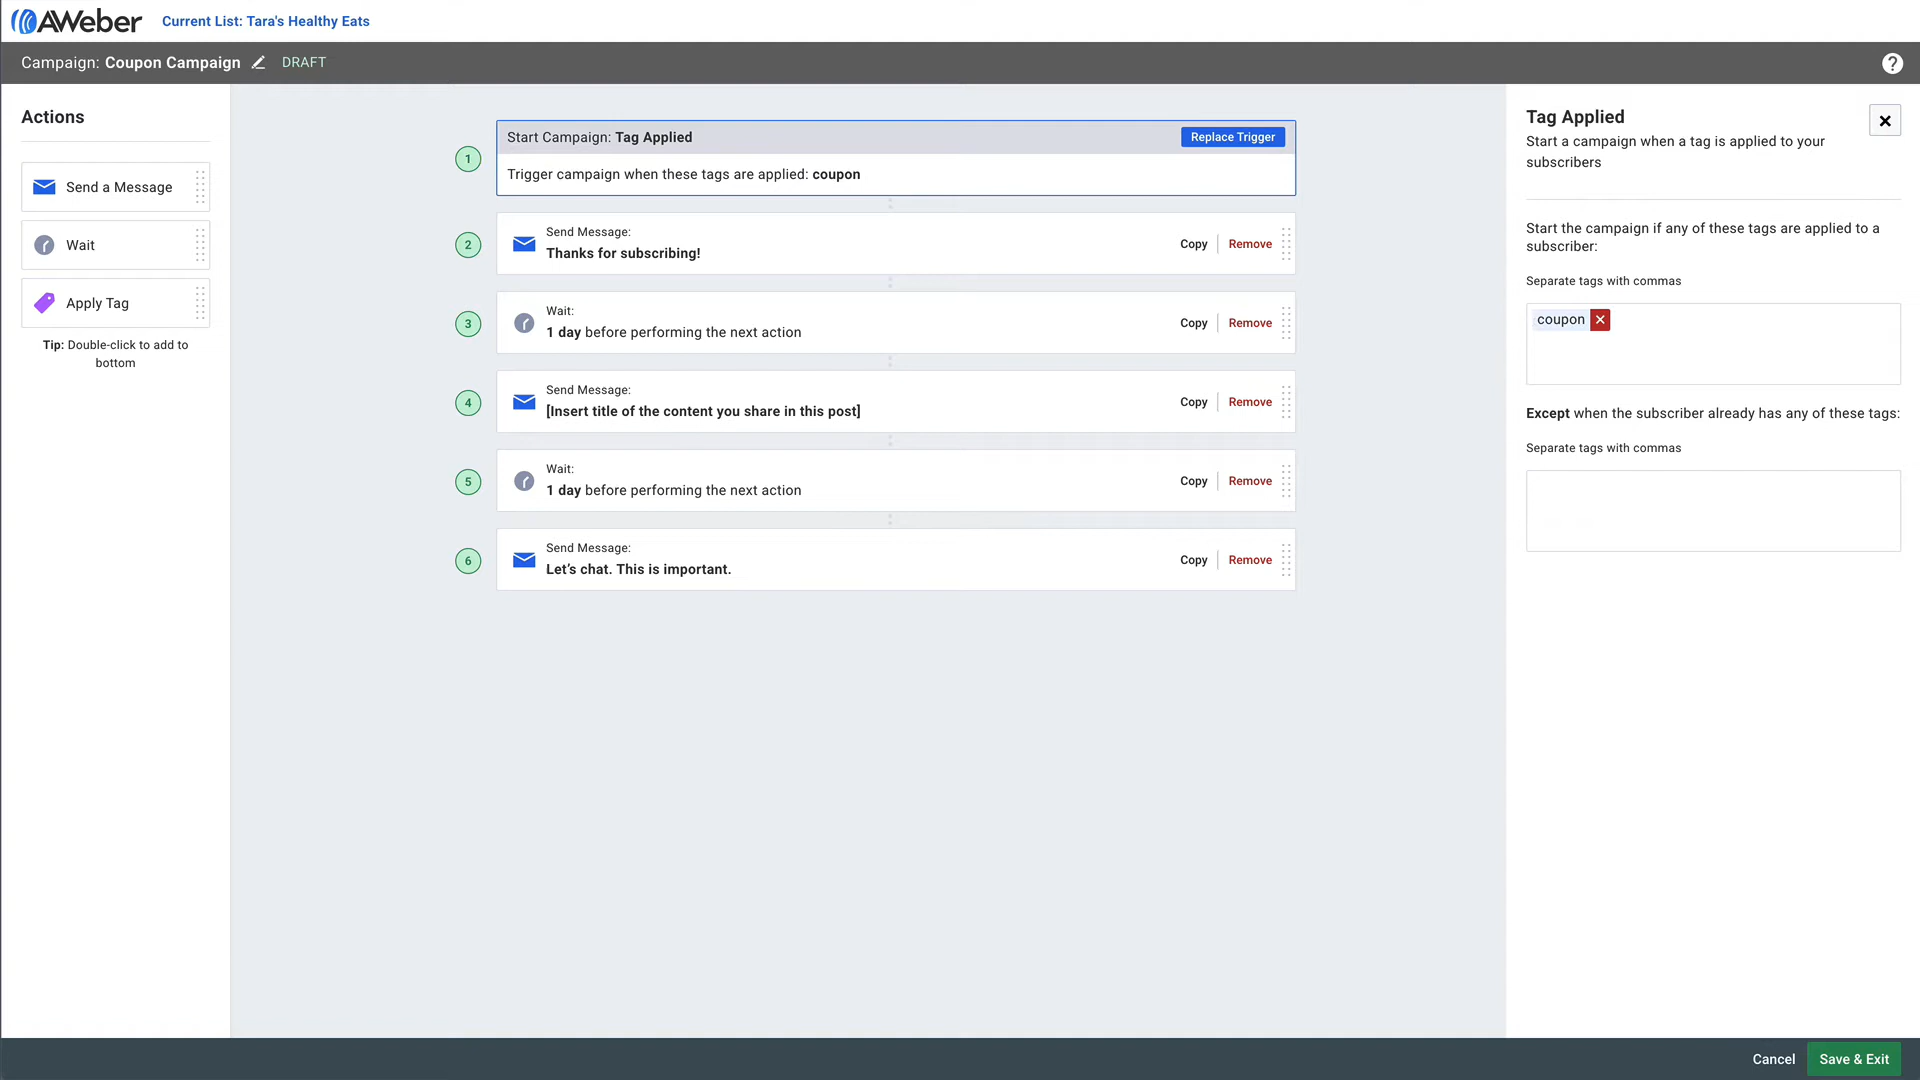 AWeber Current List: Tara's Healthy Eats
Campaign: Coupon Campaign DRAFT ?
Actions
Send a Message
Wait
Apply Tag
Tip: Double-click to add to
bottom
1
Start Campaign: Tag Applied Replace Trigger
Trigger campaign when these tags are applied: coupon
2
Send Message:
Thanks for subscribing!
Copy Remove
3
Wait:
1 day before performing the next action
Copy Remove
4
Send Message:
[Insert title of the content you share in this post]
Copy Remove
5
Wait:
1 day before performing the next action
Copy Remove
6
Send Message:
Let’s chat. This is important.
Copy Remove
Tag Applied
Start a campaign when a tag is applied to your
subscribers
Start the campaign if any of these tags are applied to a
subscriber:
Separate tags with commas
coupon
Except when the subscriber already has any of these tags:
Separate tags with commas
Cancel Save & Exit